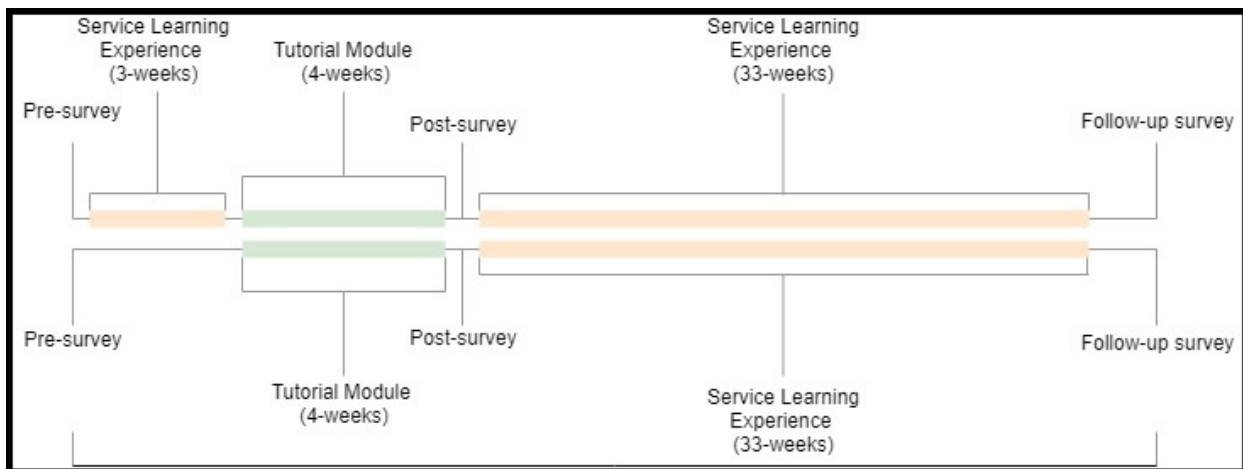 Service Learning
Experience
(3-weeks)
Tutorial Module
(4-weeks)
Service Learning
Experience
(33-weeks)
Pre-survey
Post-survey
Follow-up survey
Pre-survey
Post-survey
Follow-up survey
Tutorial Module
(4-weeks)
Service Learning
Experience
(33-weeks)